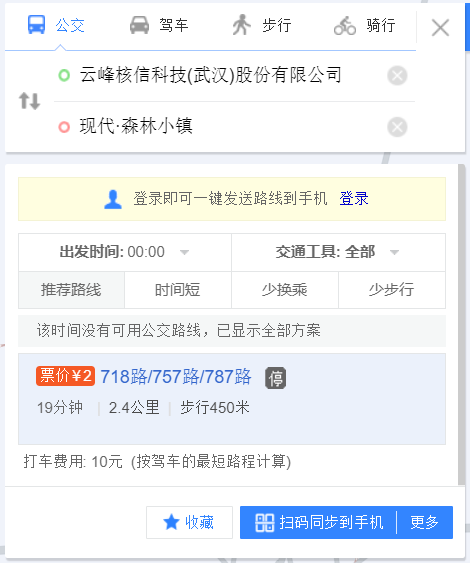 公交 驾车 步行 骑行
云峰核信科技(武汉)股份有限公司
现代·森林小镇
登录即可一键发送路线到手机 登录
出发时间: 00:00 交通工具: 全部
推荐路线 时间短 少换乘 少步行
该时间没有可用公交路线，已显示全部方案
票价¥2 718路/757路/787路 停
19分钟 | 2.4公里 | 步行450米
打车费用: 10元 (按驾车的最短路程计算)
收藏 扫码同步到手机 更多